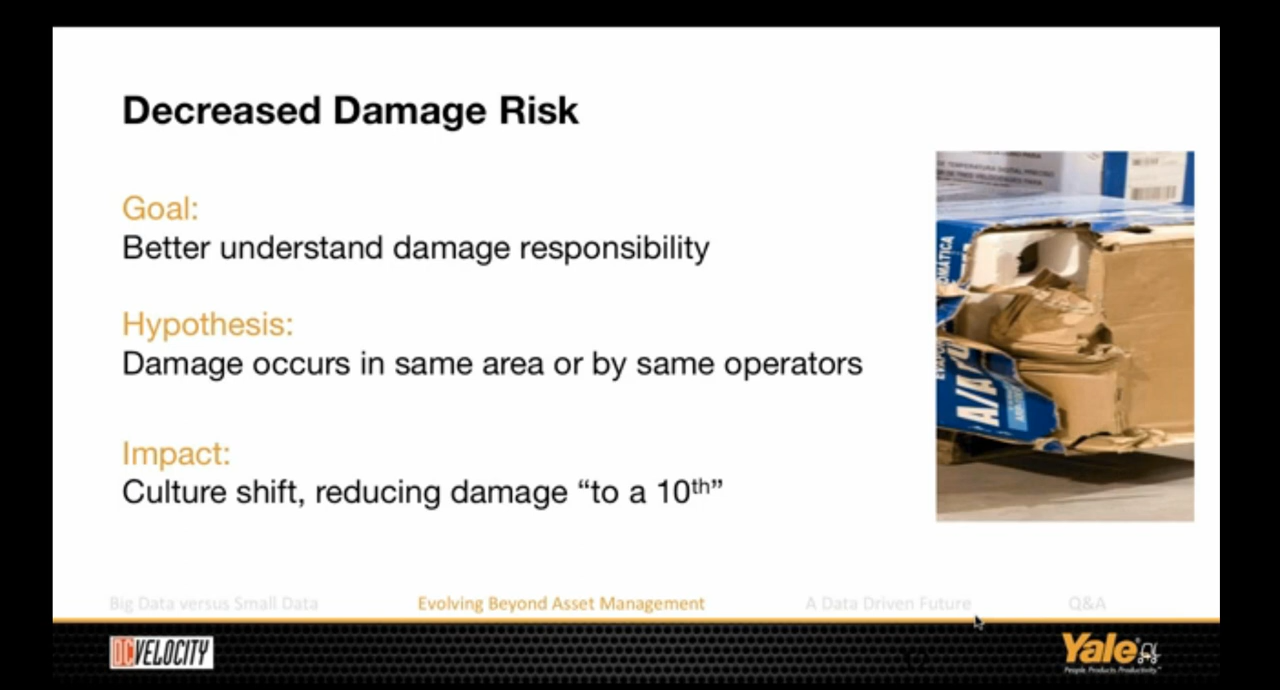 Decreased Damage Risk
Goal:
Better understand damage responsibility
Hypothesis:
Damage occurs in same area or by same operators
Impact:
Culture shift, reducing damage “to a 10th”
A/A
Big Data versus Small Data
Evolving Beyond Asset Management
A Data Driven Future
Q&A
DCVELOCITY
Yale
People. Products. Productivity.™